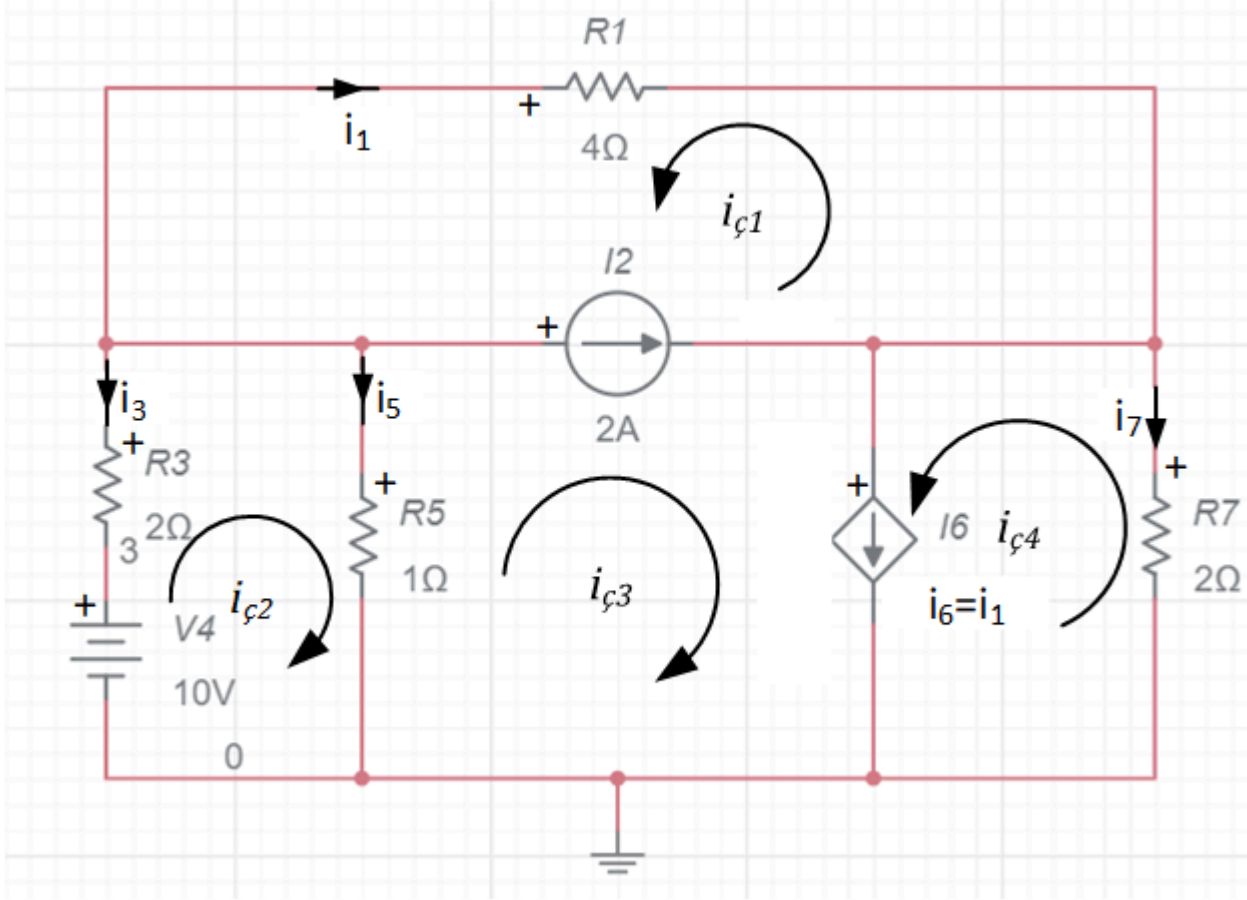 R1
+
i₁
4Ω
iç1
I2
+
2A
i₃
+
R3
2Ω
3
i₅
+
R5
1Ω
i₇
+
R7
2Ω
+
I6
i₆=i₁
iç4
iç2
iç3
+
V4
10V
0